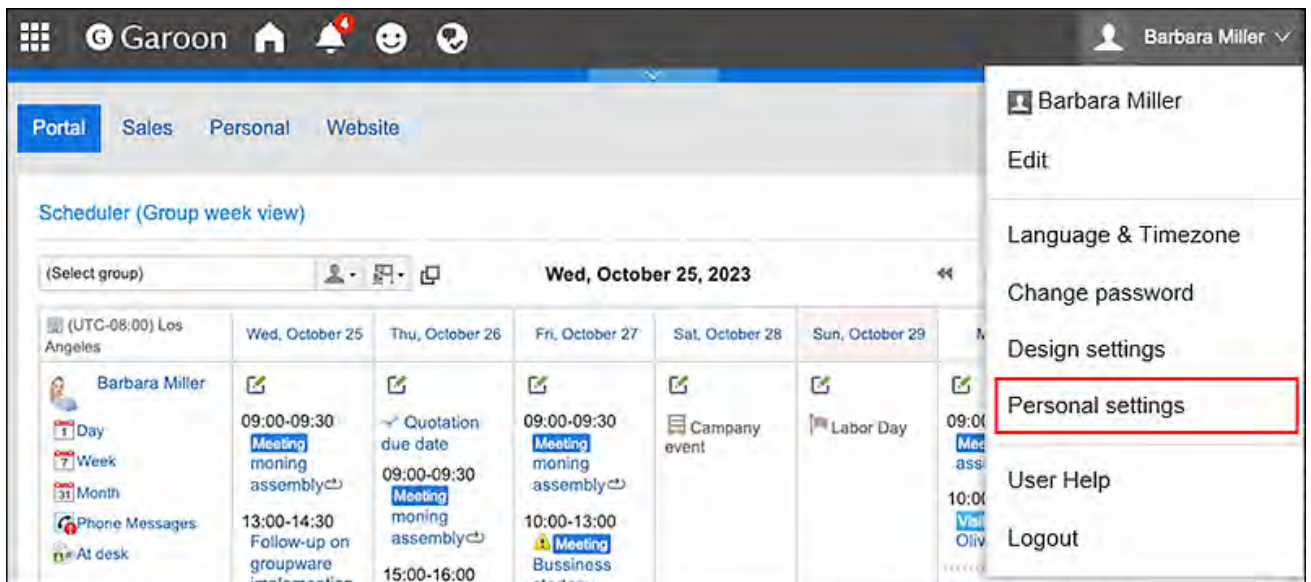 Garoon 4 Barbara Miller
Portal Sales Personal Website
Scheduler (Group week view)
(Select group) Wed, October 25, 2023
(UTC-08:00) Los Angeles
Wed, October 25 Thu, October 26 Fri, October 27 Sat, October 28 Sun, October 29
Barbara Miller
Day
Week
Month
Phone Messages
At desk
09:00-09:30
Meeting
moning
assembly
13:00-14:30
Follow-up on
groupware
Quotation
due date
09:00-09:30
Meeting
moning
assembly
15:00-16:00
09:00-09:30
Meeting
moning
assembly
10:00-13:00
Meeting
Bussiness
Campany
event
Labor Day
Barbara Miller
Edit
Language & Timezone
Change password
Design settings
Personal settings
User Help
Logout